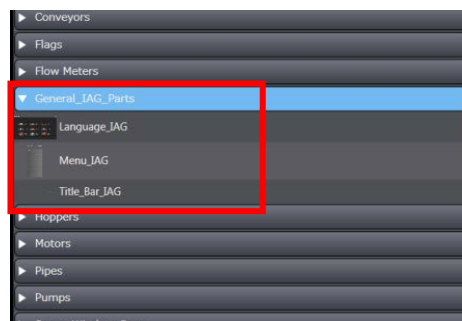 Conveyors
Flags
Flow Meters
General_IAG_Parts
Language_IAG
Menu_IAG
Title_Bar_IAG
Hoppers
Motors
Pipes
Pumps